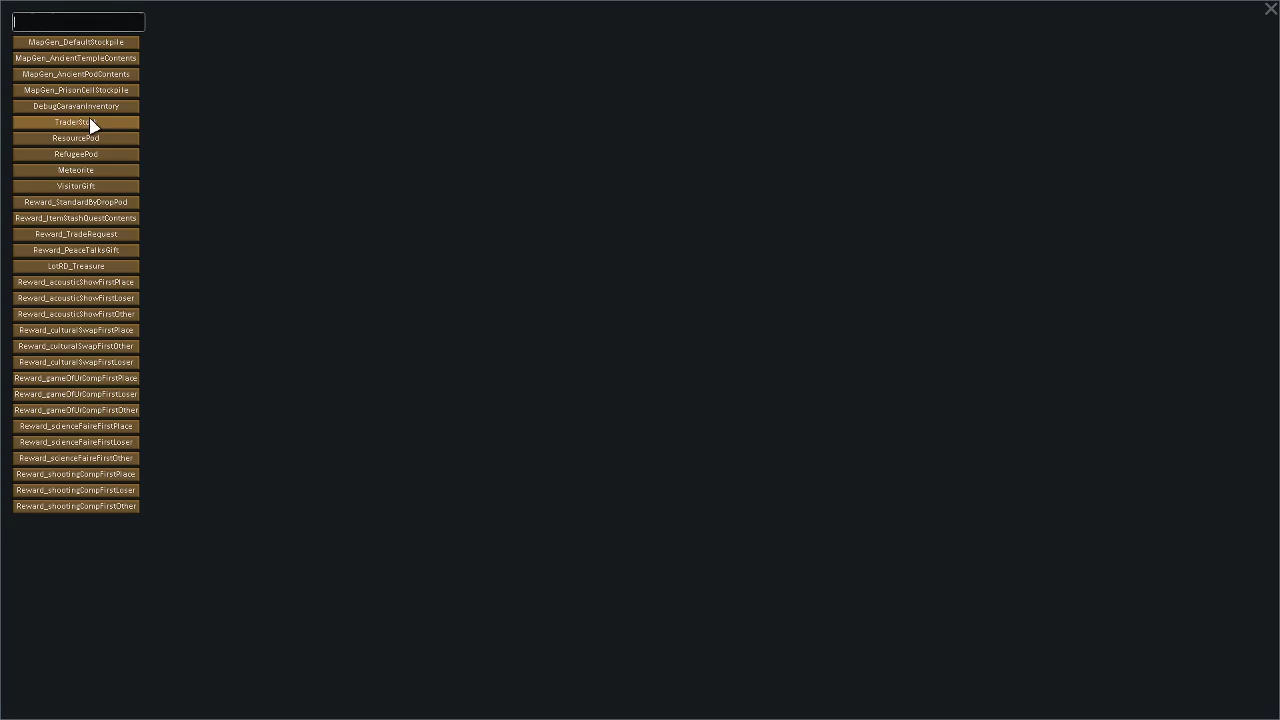 MapGen_DefaultStockpile
MapGen_AncientTempleContents
MapGen_AncientPodContents
MapGen_PrisonCellStockpile
DebugCaravanInventory
ResourcePod
RefugeePod
Meteorite
VisitorGift
Reward_StandardByDropPod
Reward_ItemStashQuestContents
Reward_TradeRequest
Reward_PeaceTalksGift
LotRD_Treasure
Reward_acousticShowFirstPlace
Reward_acousticShowFirstLoser
Reward_acousticShowFirstOther
Reward_culturalSwapFirstPlace
Reward_culturalSwapFirstOther
Reward_culturalSwapFirstLoser
Reward_gameOfUrCompFirstPlace
Reward_gameOfUrCompFirstLoser
Reward_gameOfUrCompFirstOther
Reward_scienceFaireFirstPlace
Reward_scienceFaireFirstLoser
Reward_scienceFaireFirstOther
Reward_shootingCompFirstPlace
Reward_shootingCompFirstLoser
Reward_shootingCompFirstOther